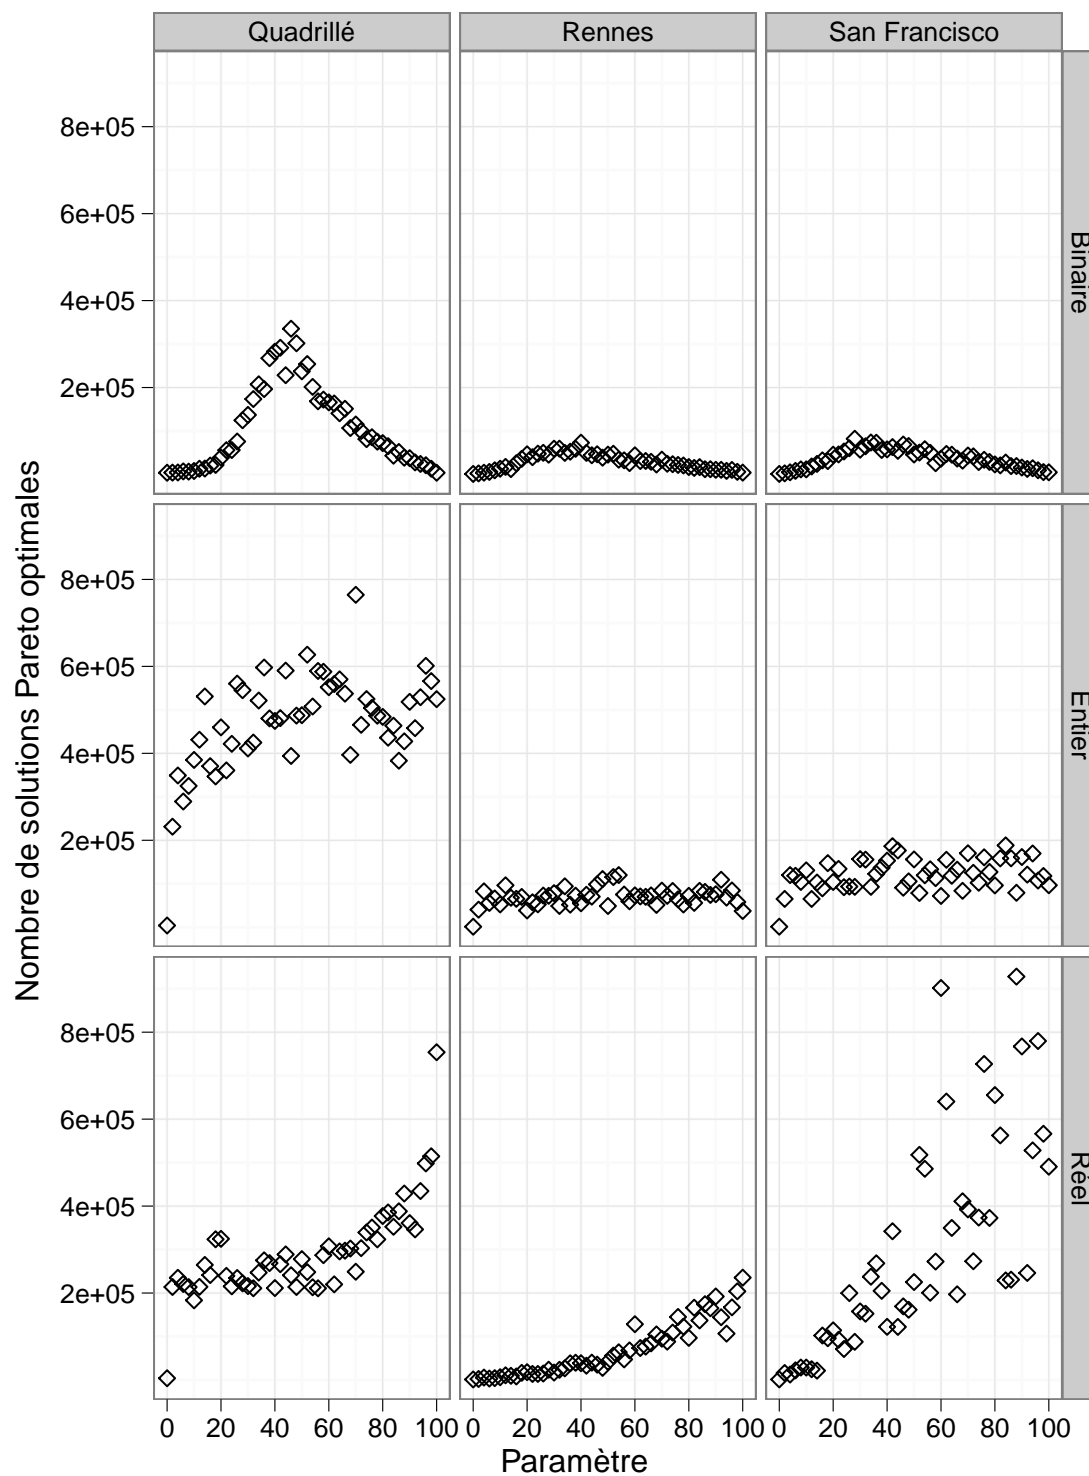 Quadrillé Rennes San Francisco
8e+05
6e+05
4e+05
2e+05
Binaire
8e+05
6e+05
4e+05
2e+05
Entier
8e+05
6e+05
4e+05
2e+05
Réel
0 20 40 60 80 100 0 20 40 60 80 100 0 20 40 60 80 100
Paramètre
Nombre de solutions Pareto optimales